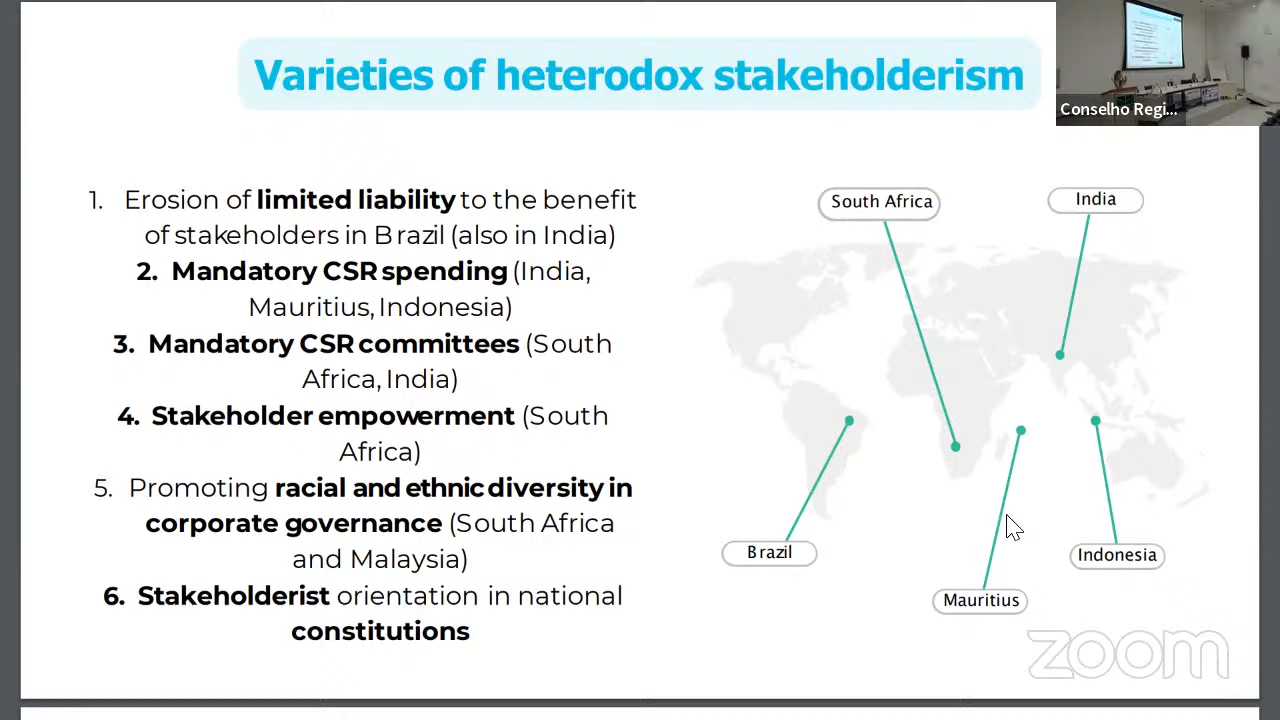 Varieties of heterodox stakeholderism
Conselho Regi...
1. Erosion of limited liability to the benefit
of stakeholders in Brazil (also in India)
2. Mandatory CSR spending (India,
Mauritius, Indonesia)
3. Mandatory CSR committees (South
Africa, India)
4. Stakeholder empowerment (South
Africa)
5. Promoting racial and ethnic diversity in
corporate governance (South Africa
and Malaysia)
6. Stakeholderist orientation in national
constitutions
South Africa
India
Brazil
Indonesia
Mauritius
zoom